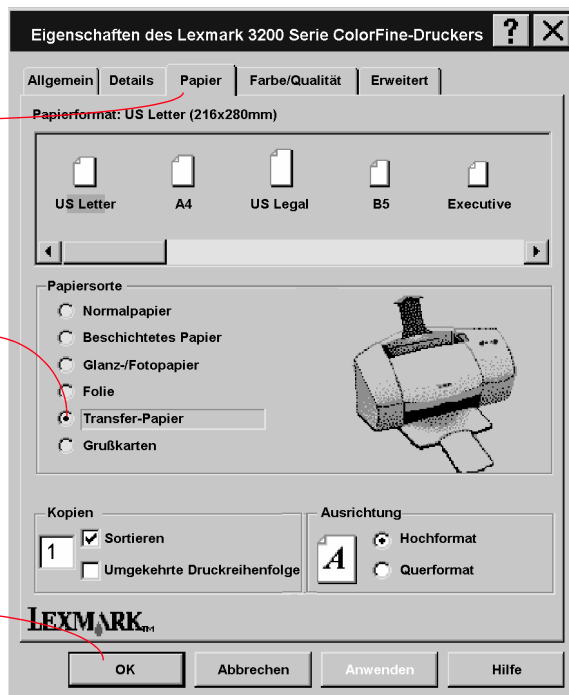 Eigenschaften des Lexmark 3200 Serie ColorFine-Druckers ? X
Allgemein Details Papier Farbe/Qualität Erweitert
Papierformat: US Letter (216x280mm)
US Letter A4 US Legal B5 Executive
Papiersorte
Normalpapier
Beschichtetes Papier
Glanz-/Fotopapier
Folie
Transfer-Papier
Grußkarten
Kopien
1
Sortieren
Umgekehrte Druckreihenfolge
Ausrichtung
A
Hochformat
Querformat
LEXMARK TM
OK Abbrechen Anwenden Hilfe